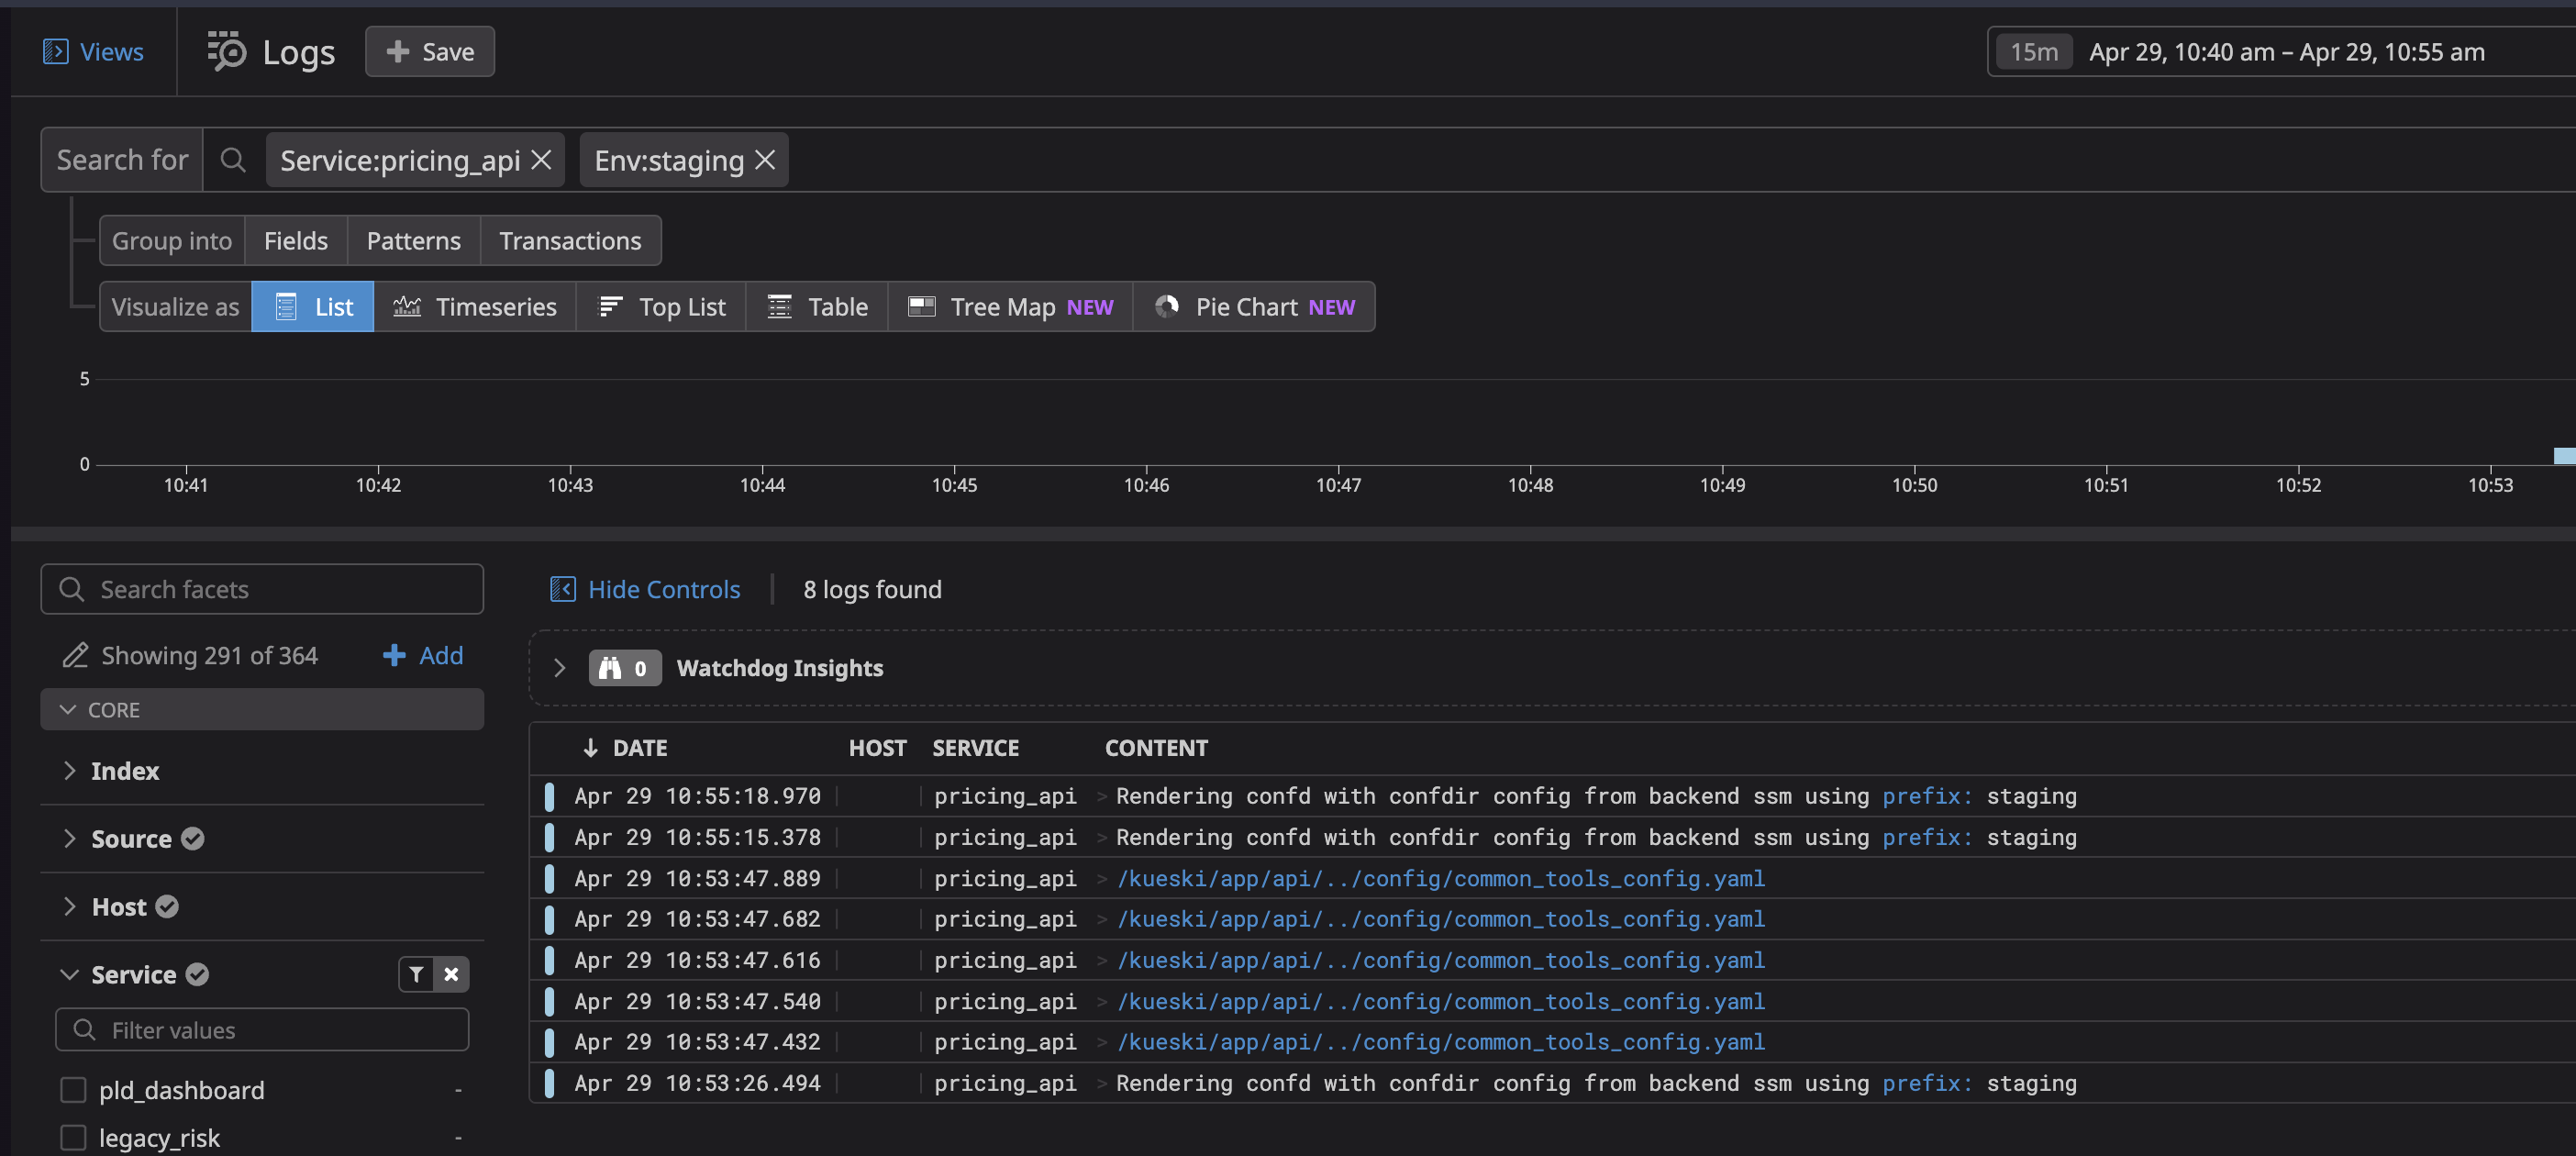 Views
Logs
Save
15m Apr 29, 10:40 am – Apr 29, 10:55 am
Search for Service:pricing_api Env:staging
Group into Fields Patterns Transactions
Visualize as List Timeseries Top List Table Tree Map NEW Pie Chart NEW
5
0
10:41 10:42 10:43 10:44 10:45 10:46 10:47 10:48 10:49 10:50 10:51 10:52 10:53
Search facets
Showing 291 of 364 Add
CORE
Index
Source
Host
Service
Filter values
pld_dashboard -
legacy_risk -
Hide Controls 8 logs found
0 Watchdog Insights
DATE HOST SERVICE CONTENT
Apr 29 10:55:18.970 pricing_api > Rendering confd with confdir config from backend ssm using prefix: staging
Apr 29 10:55:15.378 pricing_api > Rendering confd with confdir config from backend ssm using prefix: staging
Apr 29 10:53:47.889 pricing_api > /kueski/app/api/../config/common_tools_config.yaml
Apr 29 10:53:47.682 pricing_api > /kueski/app/api/../config/common_tools_config.yaml
Apr 29 10:53:47.616 pricing_api > /kueski/app/api/../config/common_tools_config.yaml
Apr 29 10:53:47.540 pricing_api > /kueski/app/api/../config/common_tools_config.yaml
Apr 29 10:53:47.432 pricing_api > /kueski/app/api/../config/common_tools_config.yaml
Apr 29 10:53:26.494 pricing_api > Rendering confd with confdir config from backend ssm using prefix: staging